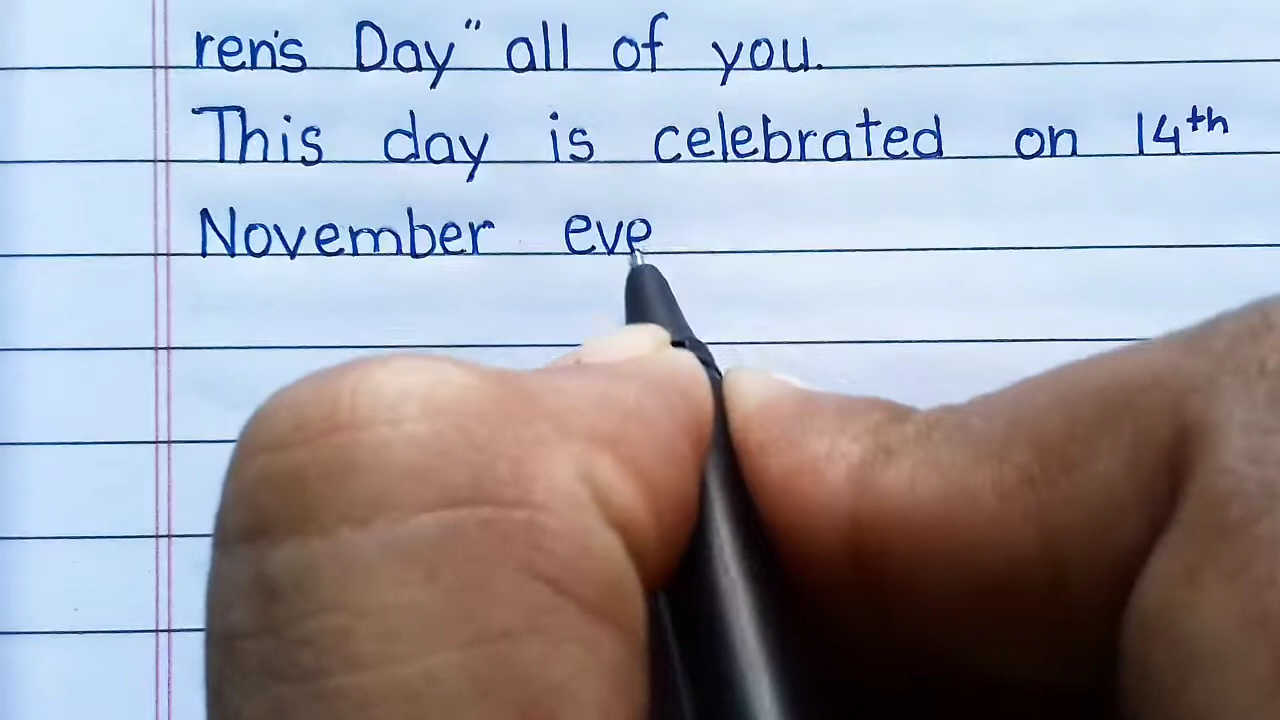 ren's Day" all of you.
This day is celebrated on 14th
November eve